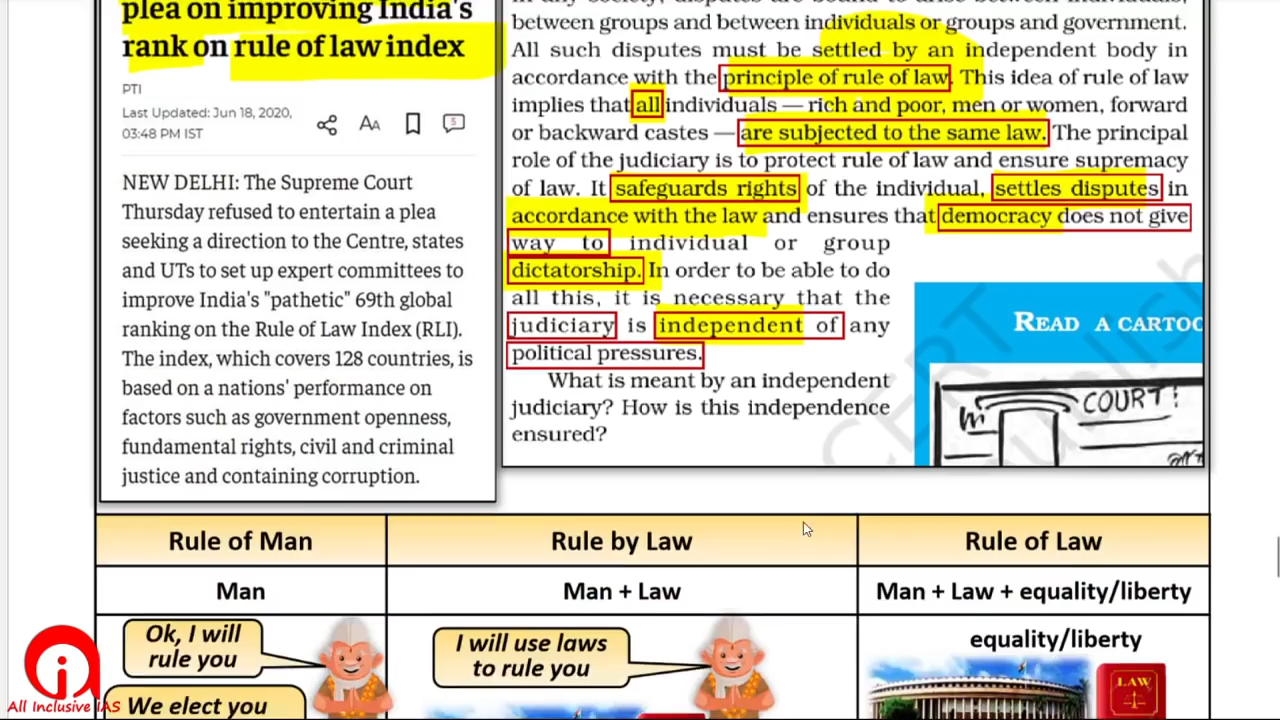 plea on improving India's
rank on rule of law index
PTI
Last Updated: Jun 18, 2020,
03:48 PM IST
AA
5
NEW DELHI: The Supreme Court
Thursday refused to entertain a plea
seeking a direction to the Centre, states
and UTs to set up expert committees to
improve India's "pathetic" 69th global
ranking on the Rule of Law Index (RLI).
The index, which covers 128 countries, is
based on a nations' performance on
factors such as government openness,
fundamental rights, civil and criminal
justice and containing corruption.
in any society, disputes are bound to arise between individuals,
between groups and between individuals or groups and government.
All such disputes must be settled by an independent body in
accordance with the principle of rule of law. This idea of rule of law
implies that all individuals — rich and poor, men or women, forward
or backward castes — are subjected to the same law. The principal
role of the judiciary is to protect rule of law and ensure supremacy
of law. It safeguards rights of the individual, settles disputes in
accordance with the law and ensures that democracy does not give
way to individual or group
dictatorship. In order to be able to do
all this, it is necessary that the
judiciary is independent of any
political pressures.
What is meant by an independent
judiciary? How is this independence
ensured?
READ A CARTOO
COURT!
Rule of Man
Rule by Law
Rule of Law
Man
Man + Law
Man + Law + equality/liberty
Ok, I will
rule you
We elect you
I will use laws
to rule you
equality/liberty
LAW
All Inclusive IAS